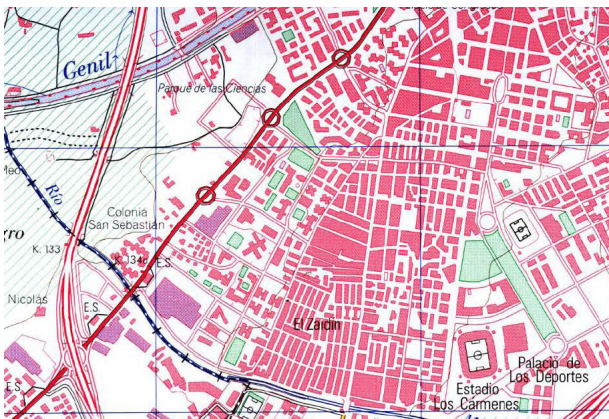 Genil
Parque de las Ciencias
Río
Colonia
San Sebastián
K. 133
K. 134
E.S.
Nicolás
E.S.
El Zaidín
Palacio de
Los Deportes
Estadio
Los Cármenes
E.S.